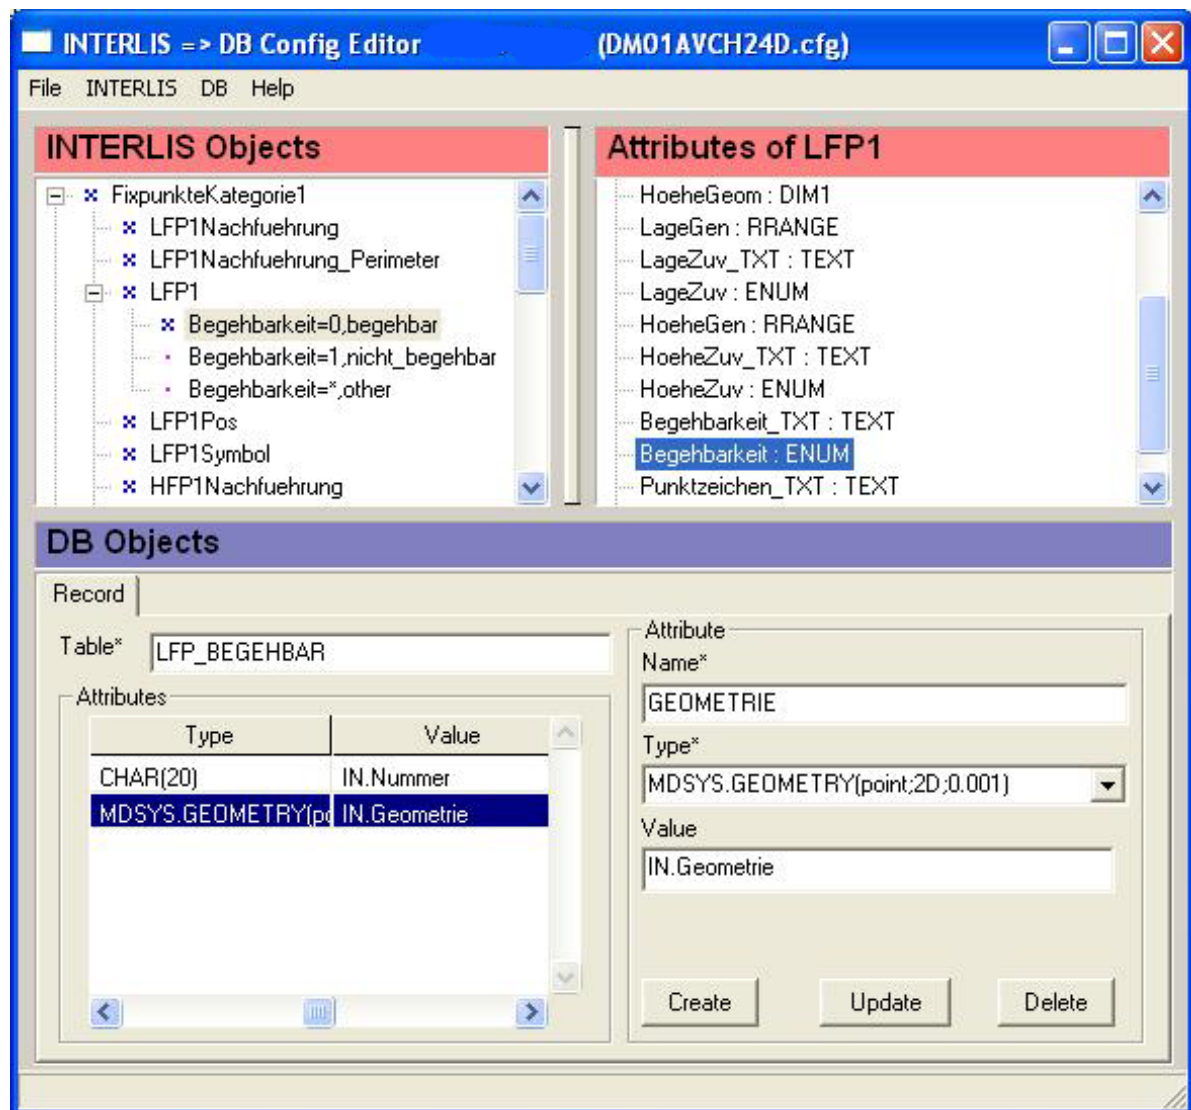 INTERLIS => DB Config Editor (DM01AVCH24D.cfg)
File INTERLIS DB Help
INTERLIS Objects
FixpunkteKategorie1
LFP1Nachfuehrung
LFP1Nachfuehrung_Perimeter
LFP1
Begehbarkeit=0,begehbar
Begehbarkeit=1,nicht_begehbar
Begehbarkeit=*,other
LFP1Pos
LFP1Symbol
HFP1Nachfuehrung
Attributes of LFP1
HoeheGeom : DIM1
LageGen : RRANGE
LageZuv_TXT : TEXT
LageZuv : ENUM
HoeheGen : RRANGE
HoeheZuv_TXT : TEXT
HoeheZuv : ENUM
Begehbarkeit_TXT : TEXT
Begehbarkeit : ENUM
Punktzeichen_TXT : TEXT
DB Objects
Record
Table* LFP_BEGEHBAR
Attributes
Type Value
CHAR(20) IN.Nummer
MDSYS.GEOMETRY(po IN.Geometrie
Attribute
Name*
GEOMETRIE
Type*
MDSYS.GEOMETRY(point;2D;0.001)
Value
IN.Geometrie
Create Update Delete